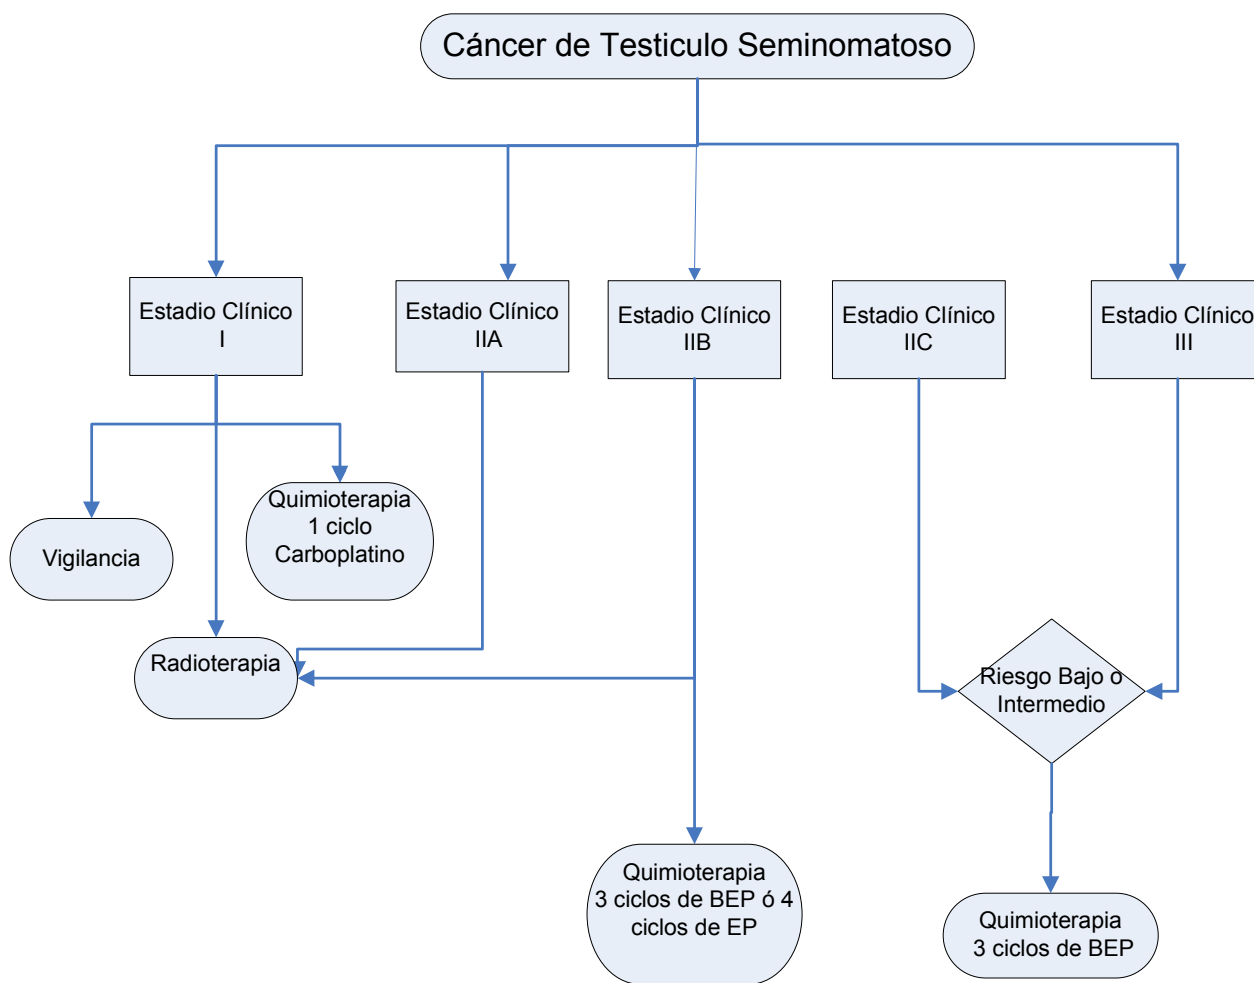 Cáncer de Testiculo Seminomatoso
Estadio Clínico
I
Estadio Clínico
IIA
Estadio Clínico
IIB
Estadio Clínico
IIC
Estadio Clínico
III
Vigilancia
Quimioterapia
1 ciclo
Carboplatino
Radioterapia
Riesgo Bajo o
Intermedio
Quimioterapia
3 ciclos de BEP ó 4
ciclos de EP
Quimioterapia
3 ciclos de BEP